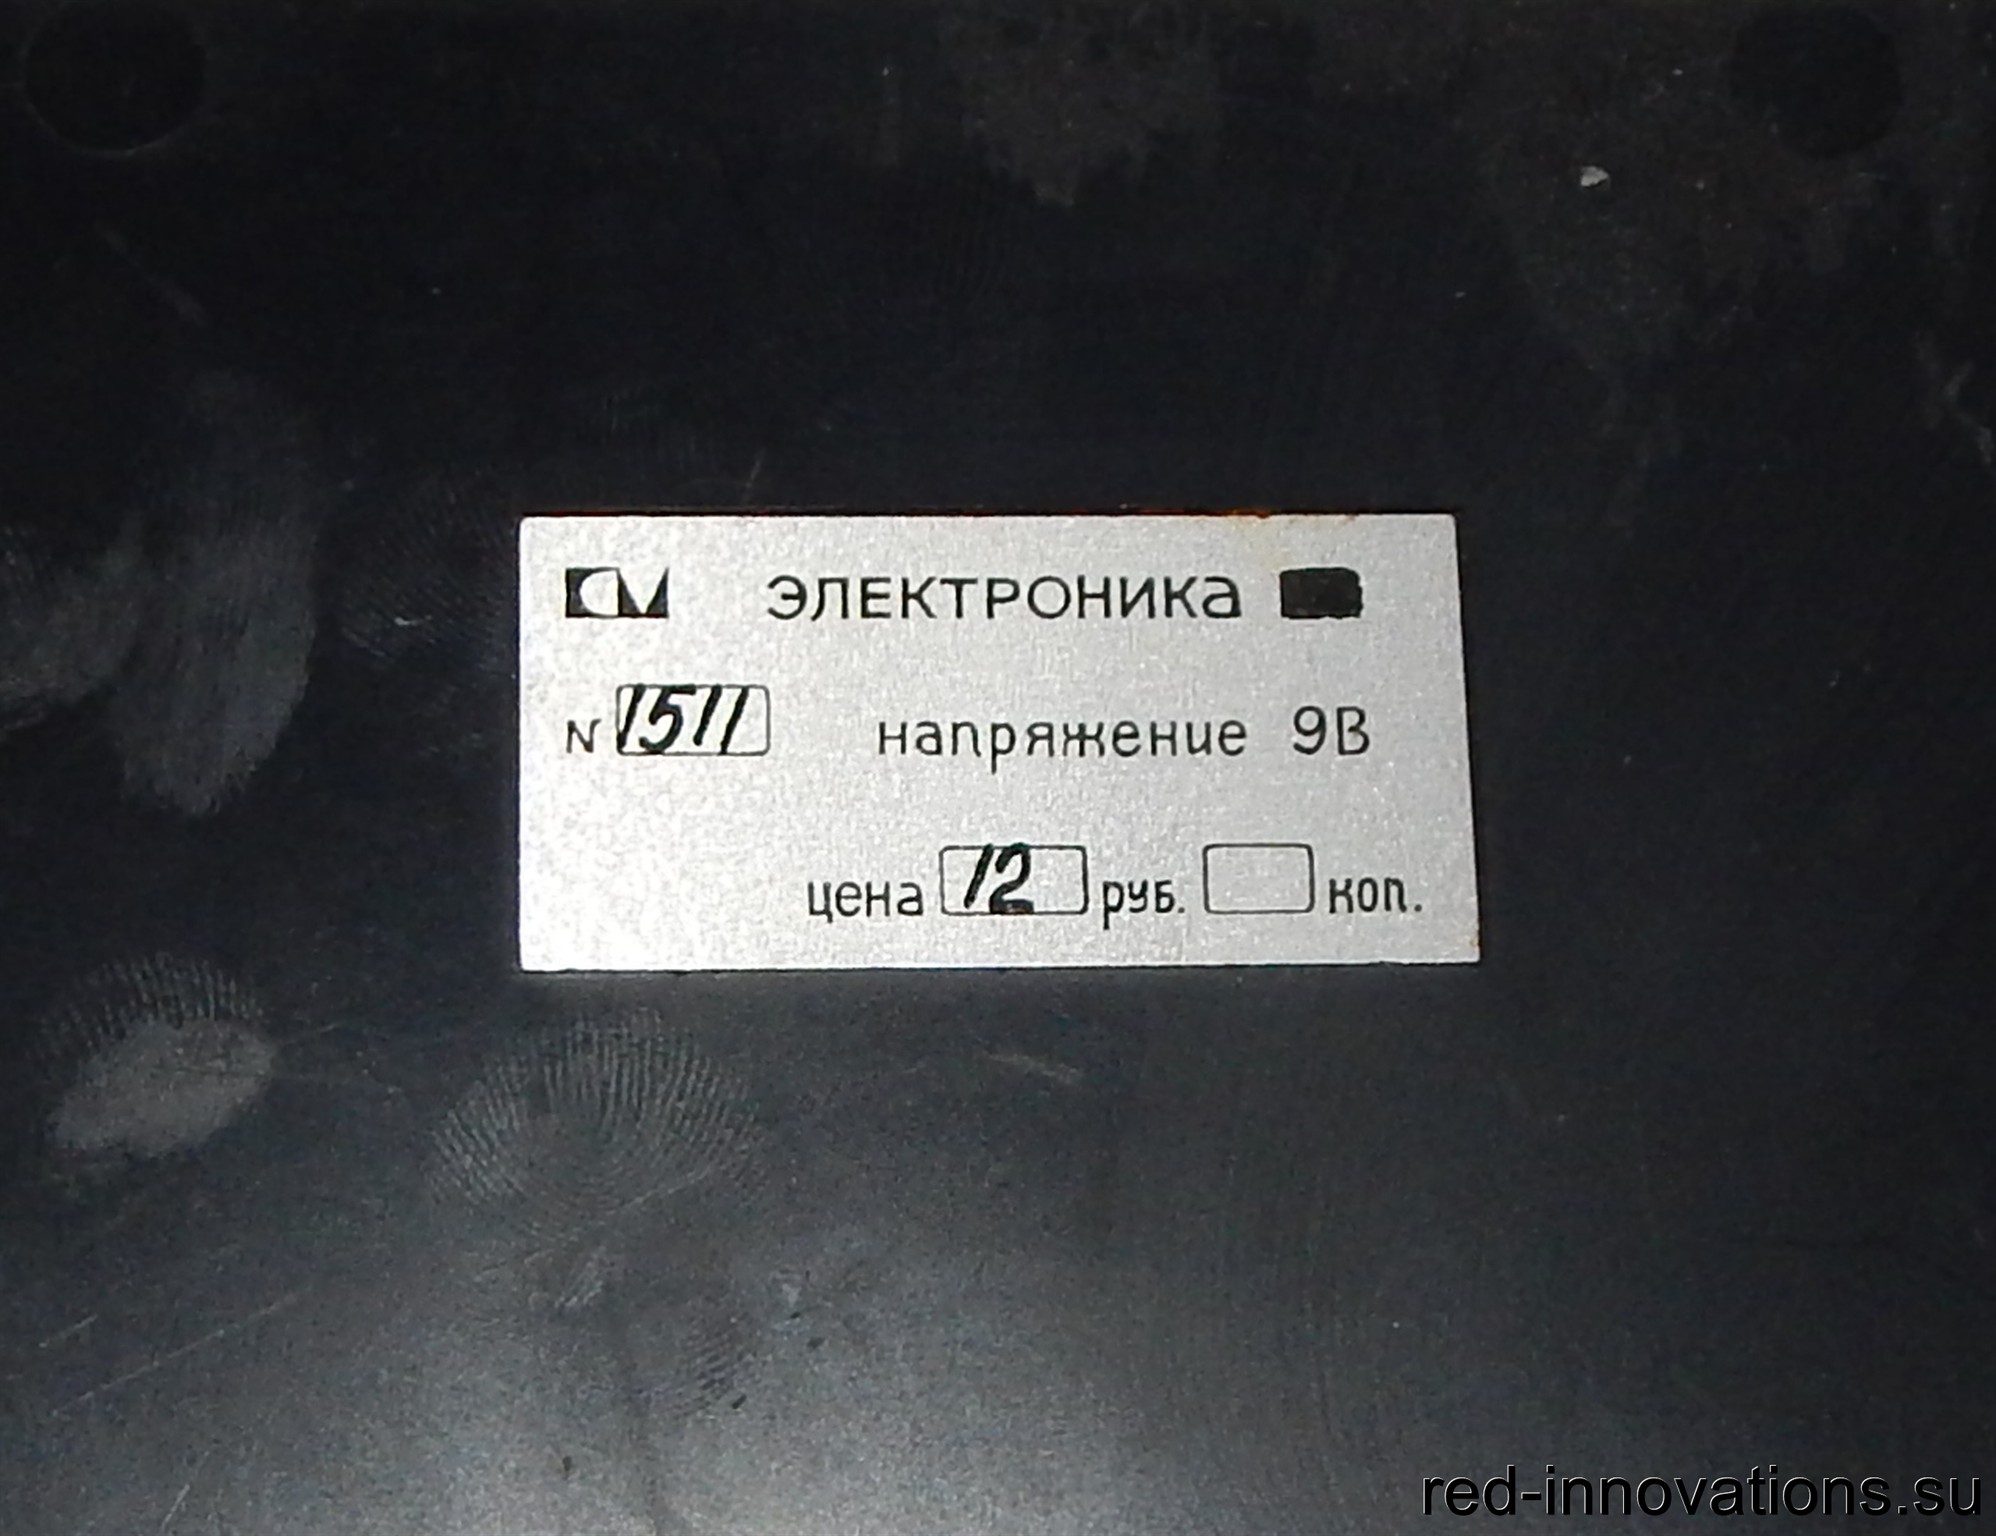 ЭЛЕКТРОНИКа
N 1511 напряжение 9В
цена 12 руб. коп.
red-innovations.su